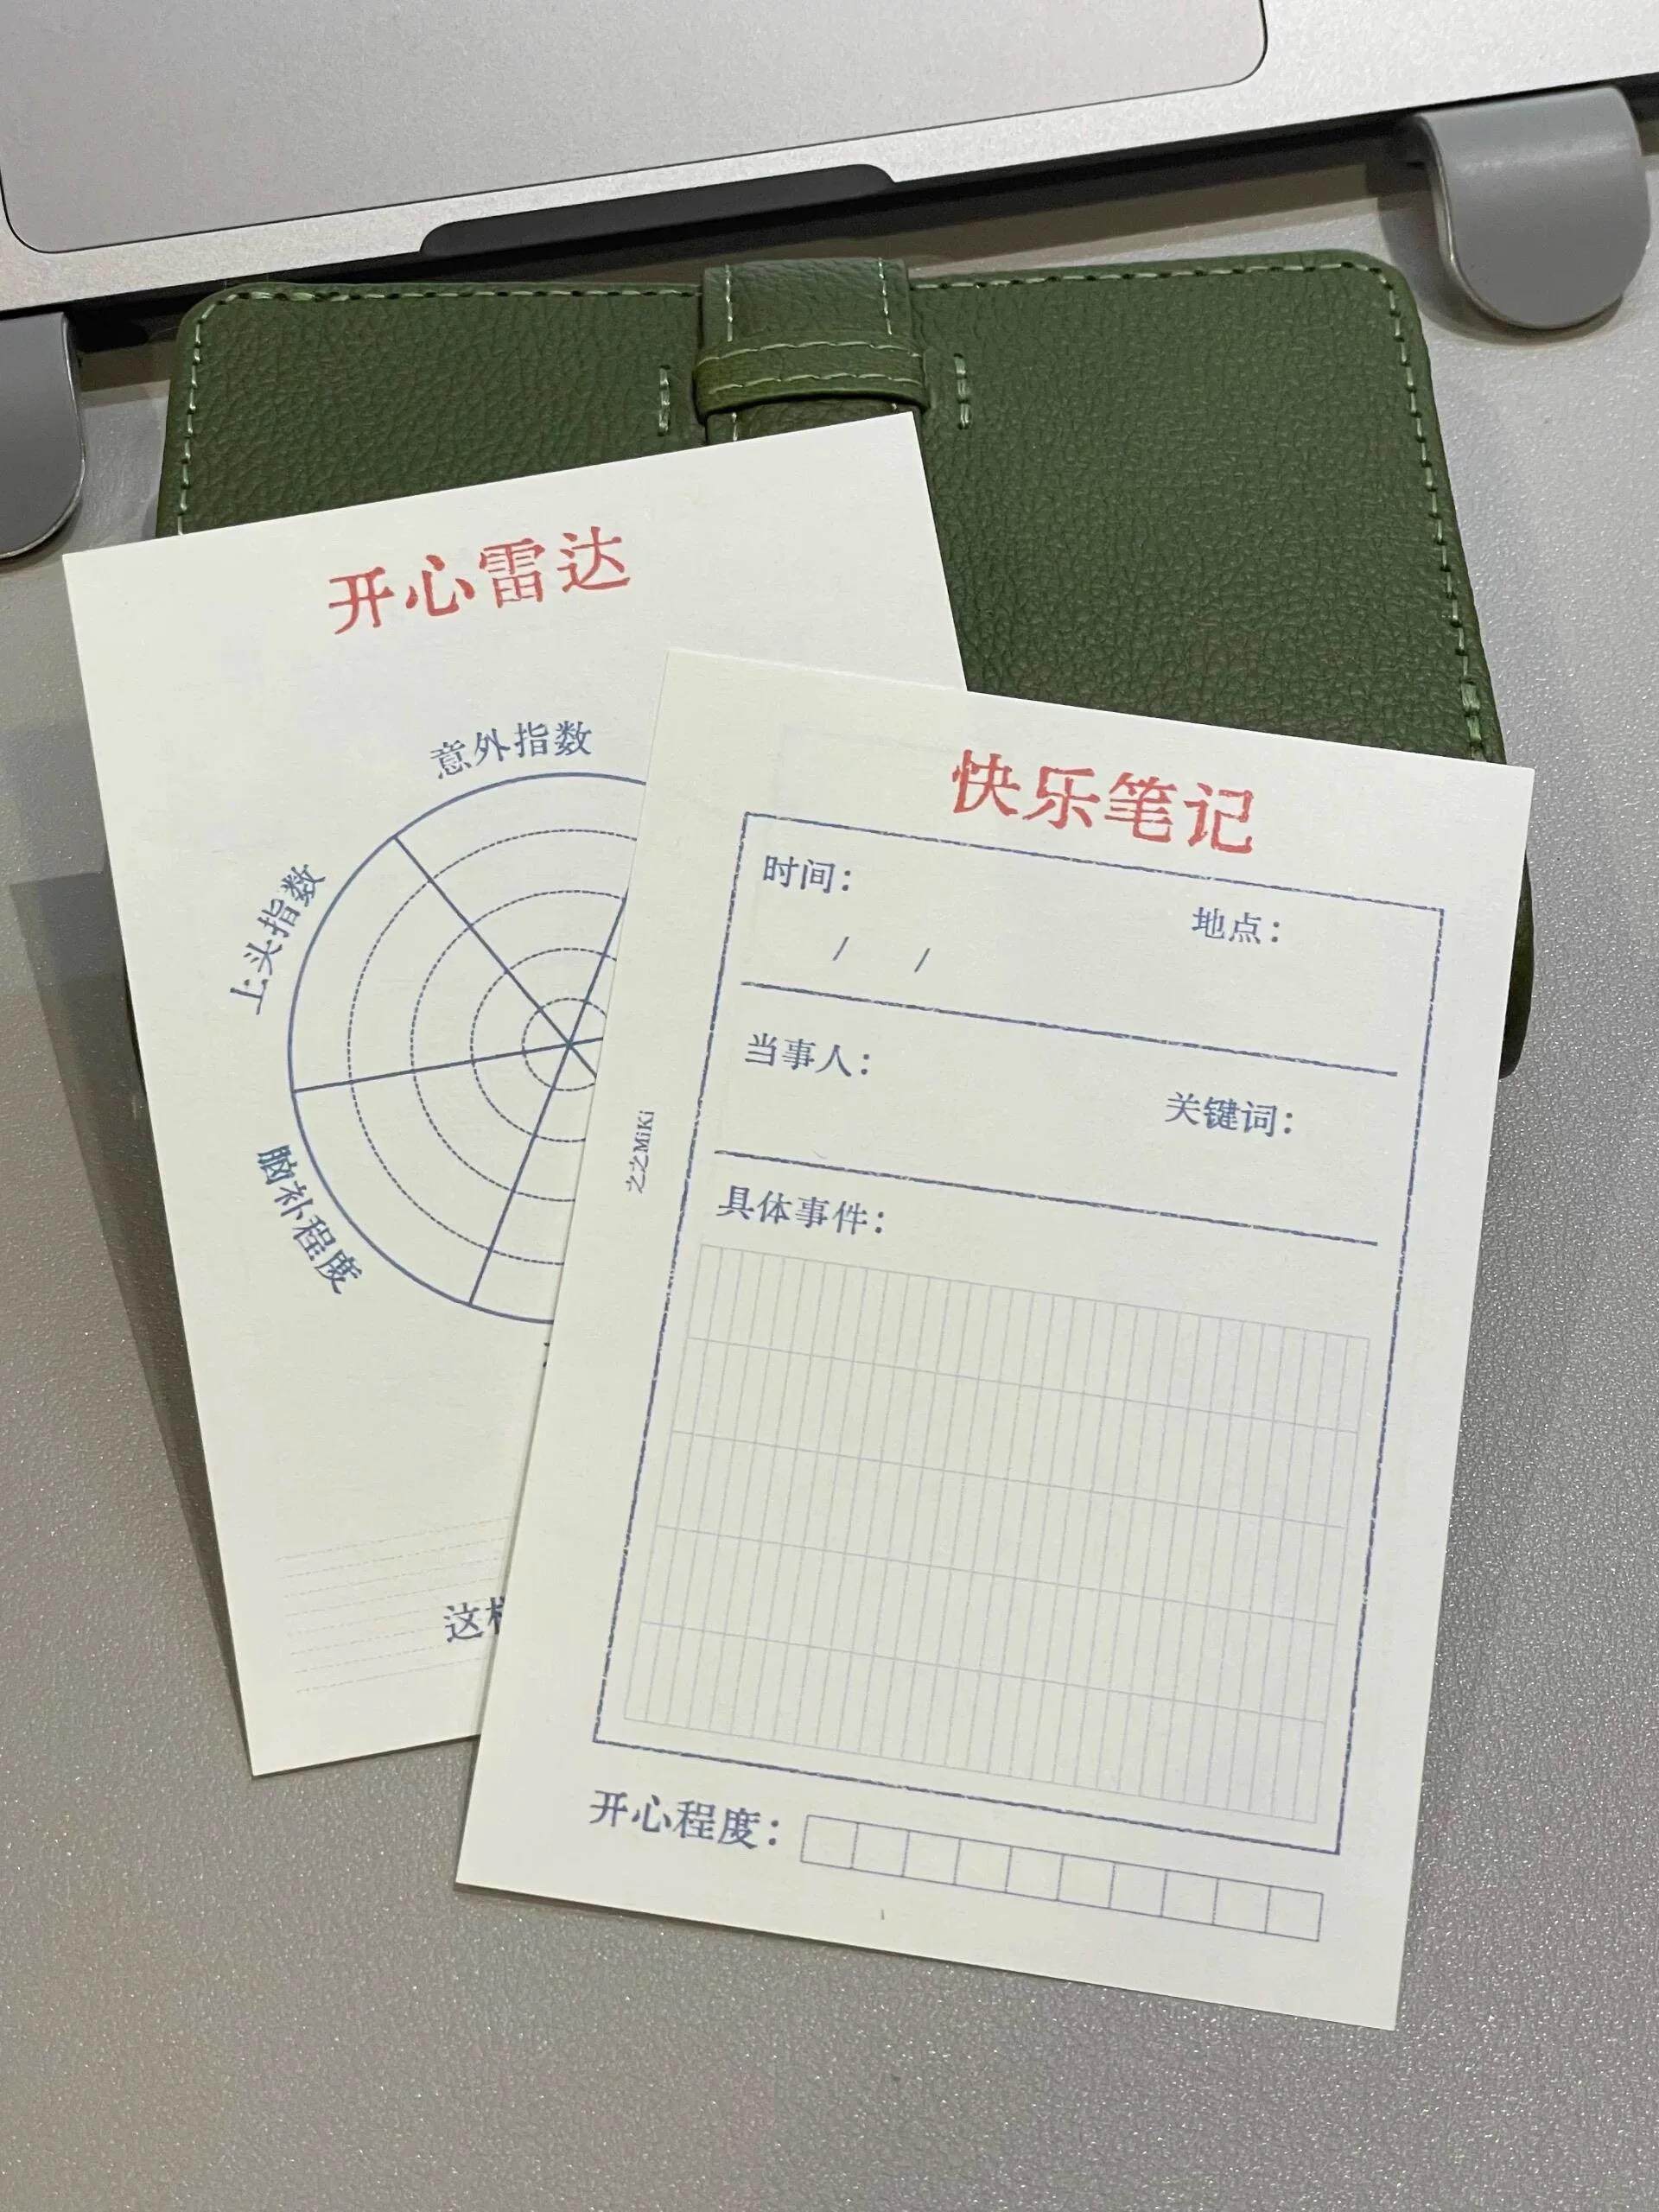 开心雷达
意外指数
上头指数
脑补程度
这
快乐笔记
时间：
地点：
/ /
当事人：
关键词：
具体事件：
之之MiKi
开心程度：